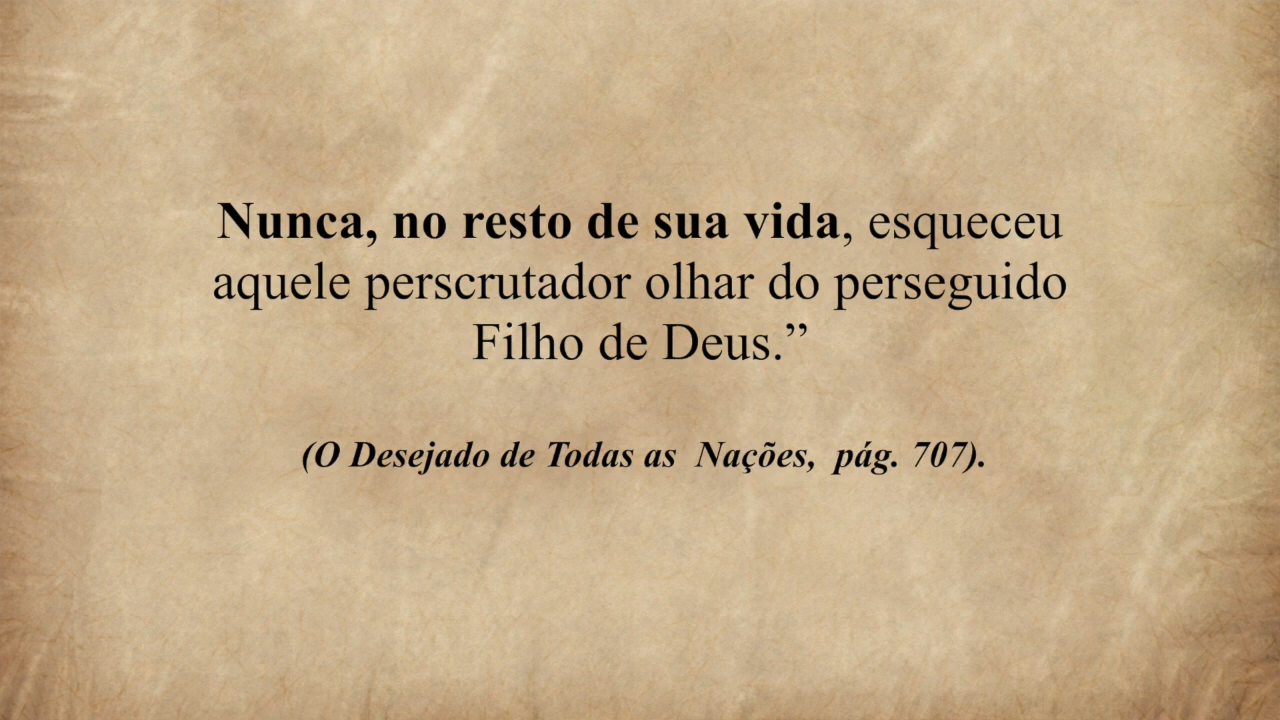 Nunca, no resto de sua vida, esqueceu
aquele perscrutador olhar do perseguido
Filho de Deus.”
(O Desejado de Todas as  Nações,  pág. 707).